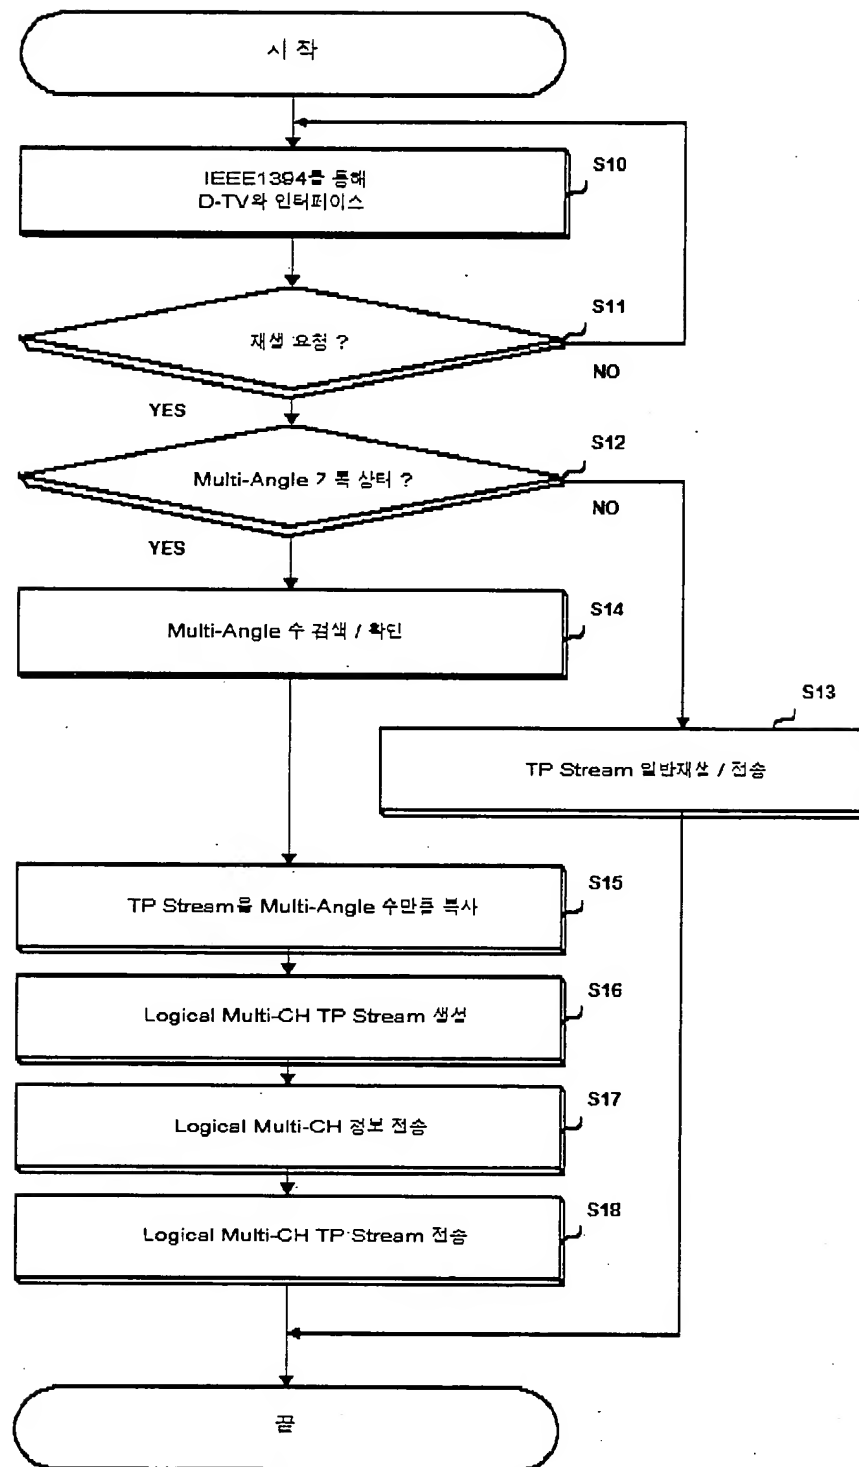 시 작
S10
IEEE1394를 통해
D-TV와 인터페이스
S11
재생 요청 ?
NO
YES
S12
Multi-Angle 기록 상태 ?
NO
YES
S14
Multi-Angle 수 검색 / 확인
S13
TP Stream 일반재생 / 전송
S15
TP Stream을 Multi-Angle 수만큼 복사
S16
Logical Multi-CH TP Stream 생성
S17
Logical Multi-CH 정보 전송
S18
Logical Multi-CH TP Stream 전송
끝